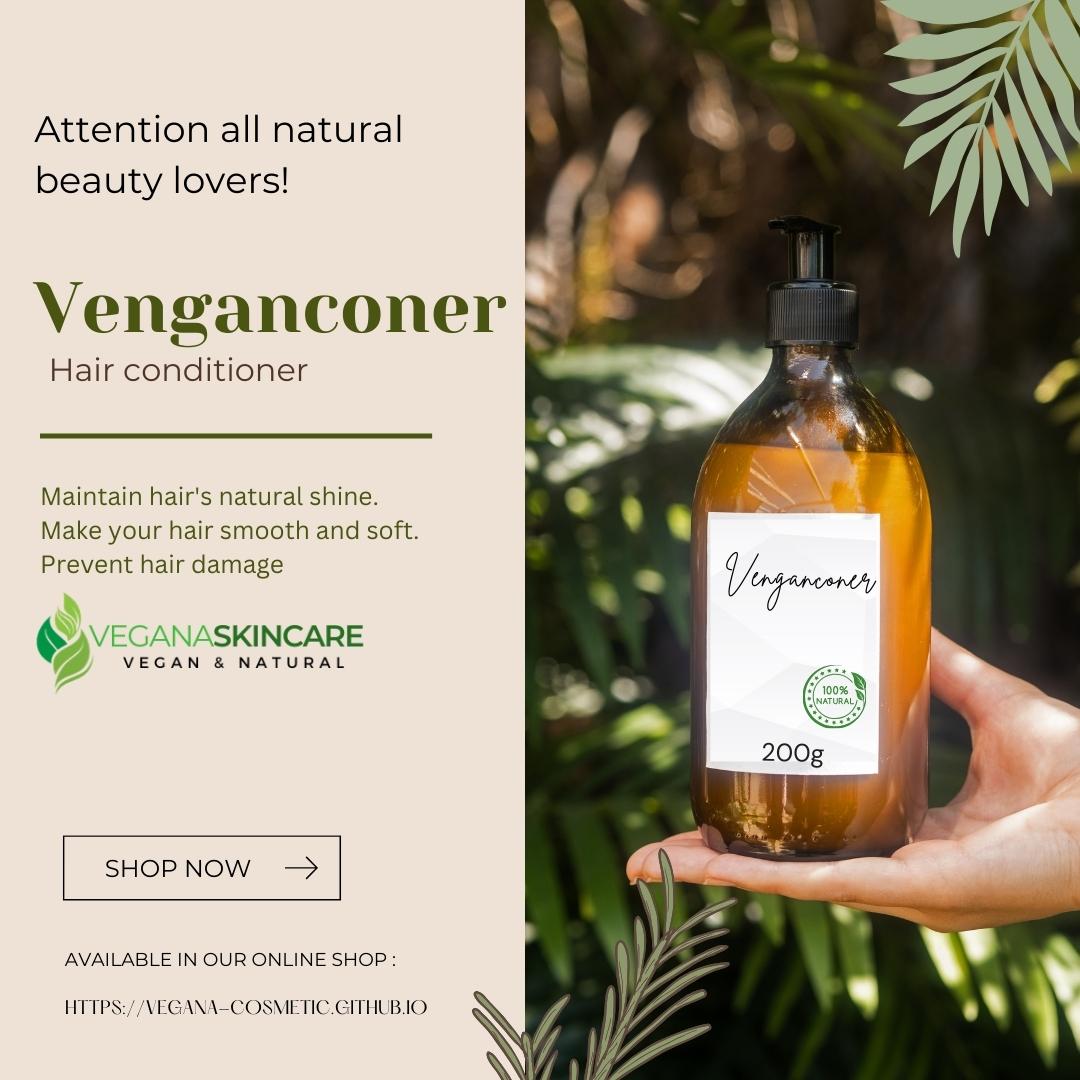 Attention all natural
beauty lovers!
Venganconer
Hair conditioner
Maintain hair's natural shine.
Make your hair smooth and soft.
Prevent hair damage
VEGANASKINCARE
VEGAN & NATURAL
SHOP NOW
AVAILABLE IN OUR ONLINE SHOP :
HTTPS://VEGANA-COSMETIC.GITHUB.IO
Venganconer
100%
NATURAL
200g